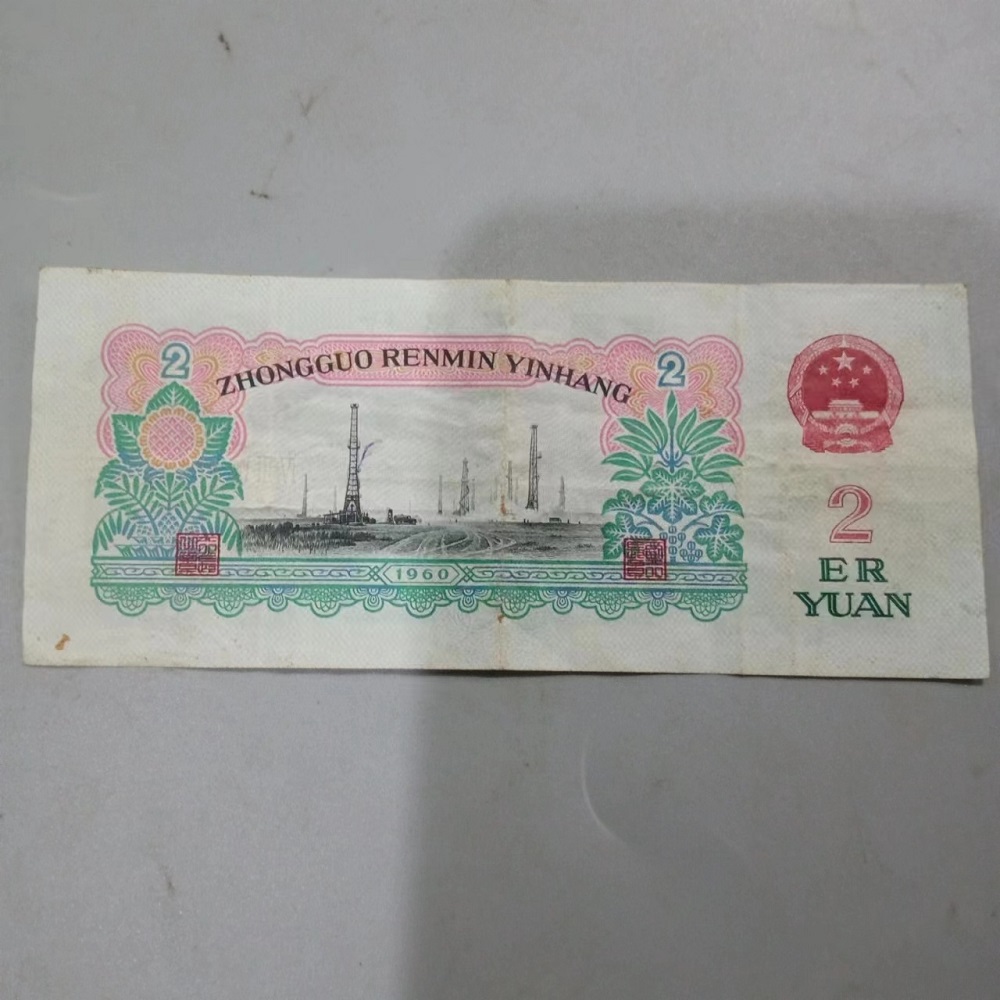 2
ZHONGGUO RENMIN YINHANG
2
1960
2
ER
YUAN